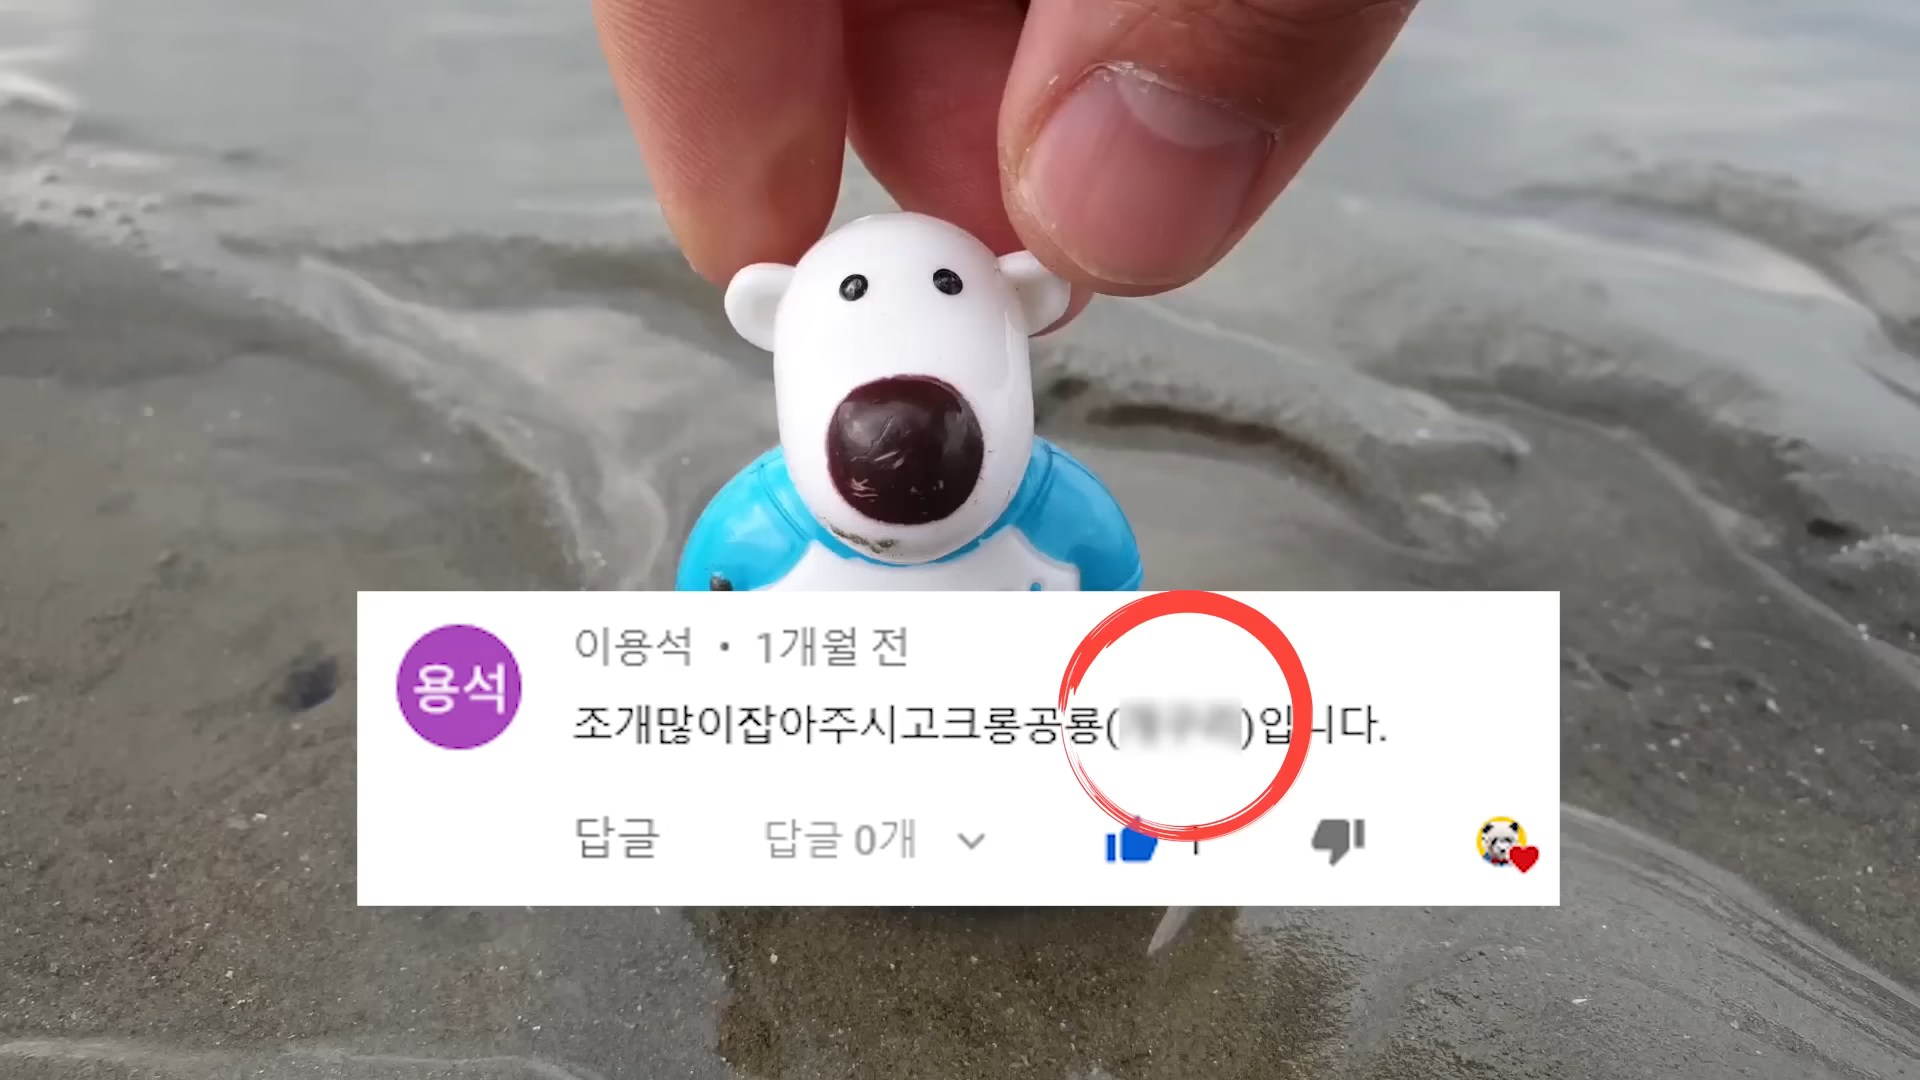 용석
이용석 • 1개월 전
조개많이잡아주시고크롱공룡( )입니다.
답글
답글 0개
1